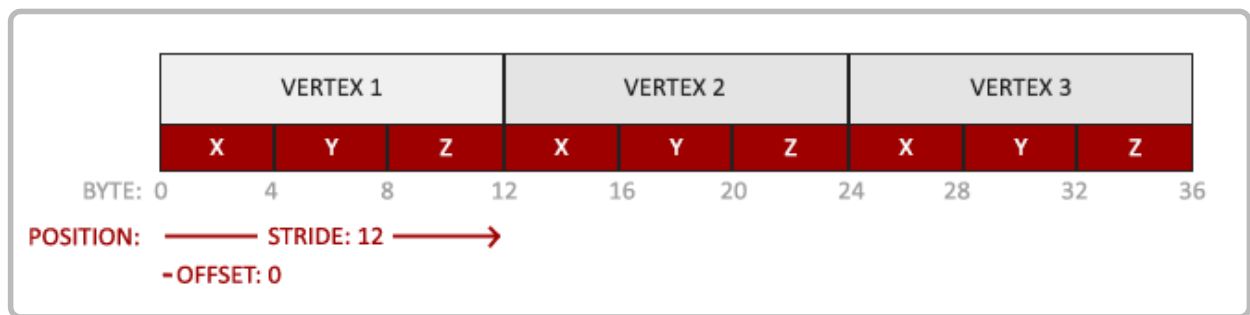 VERTEX 1 VERTEX 2 VERTEX 3
X Y Z X Y Z X Y Z
BYTE: 0 4 8 12 16 20 24 28 32 36
POSITION: STRIDE: 12
-OFFSET: 0